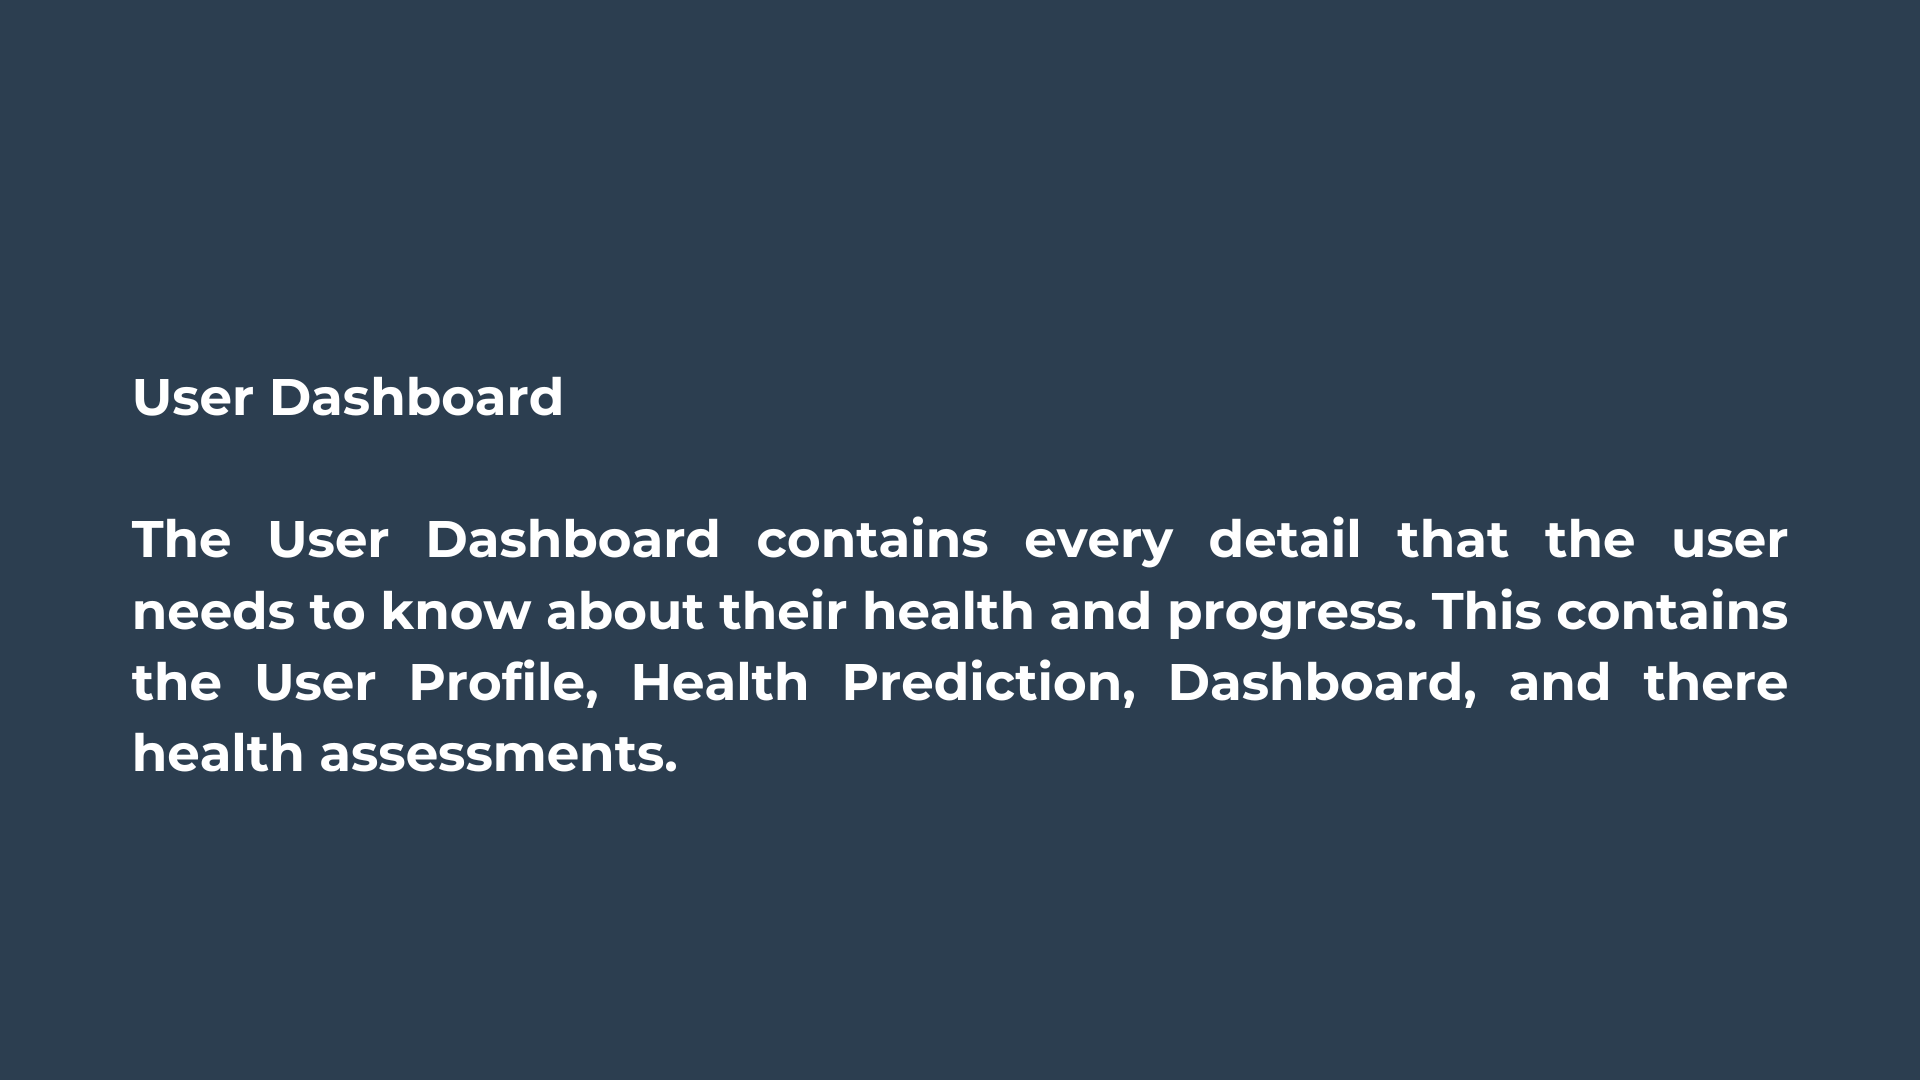 User Dashboard
The User Dashboard contains every detail that the user
needs to know about their health and progress. This contains
the User Profile, Health Prediction, Dashboard, and there
health assessments.